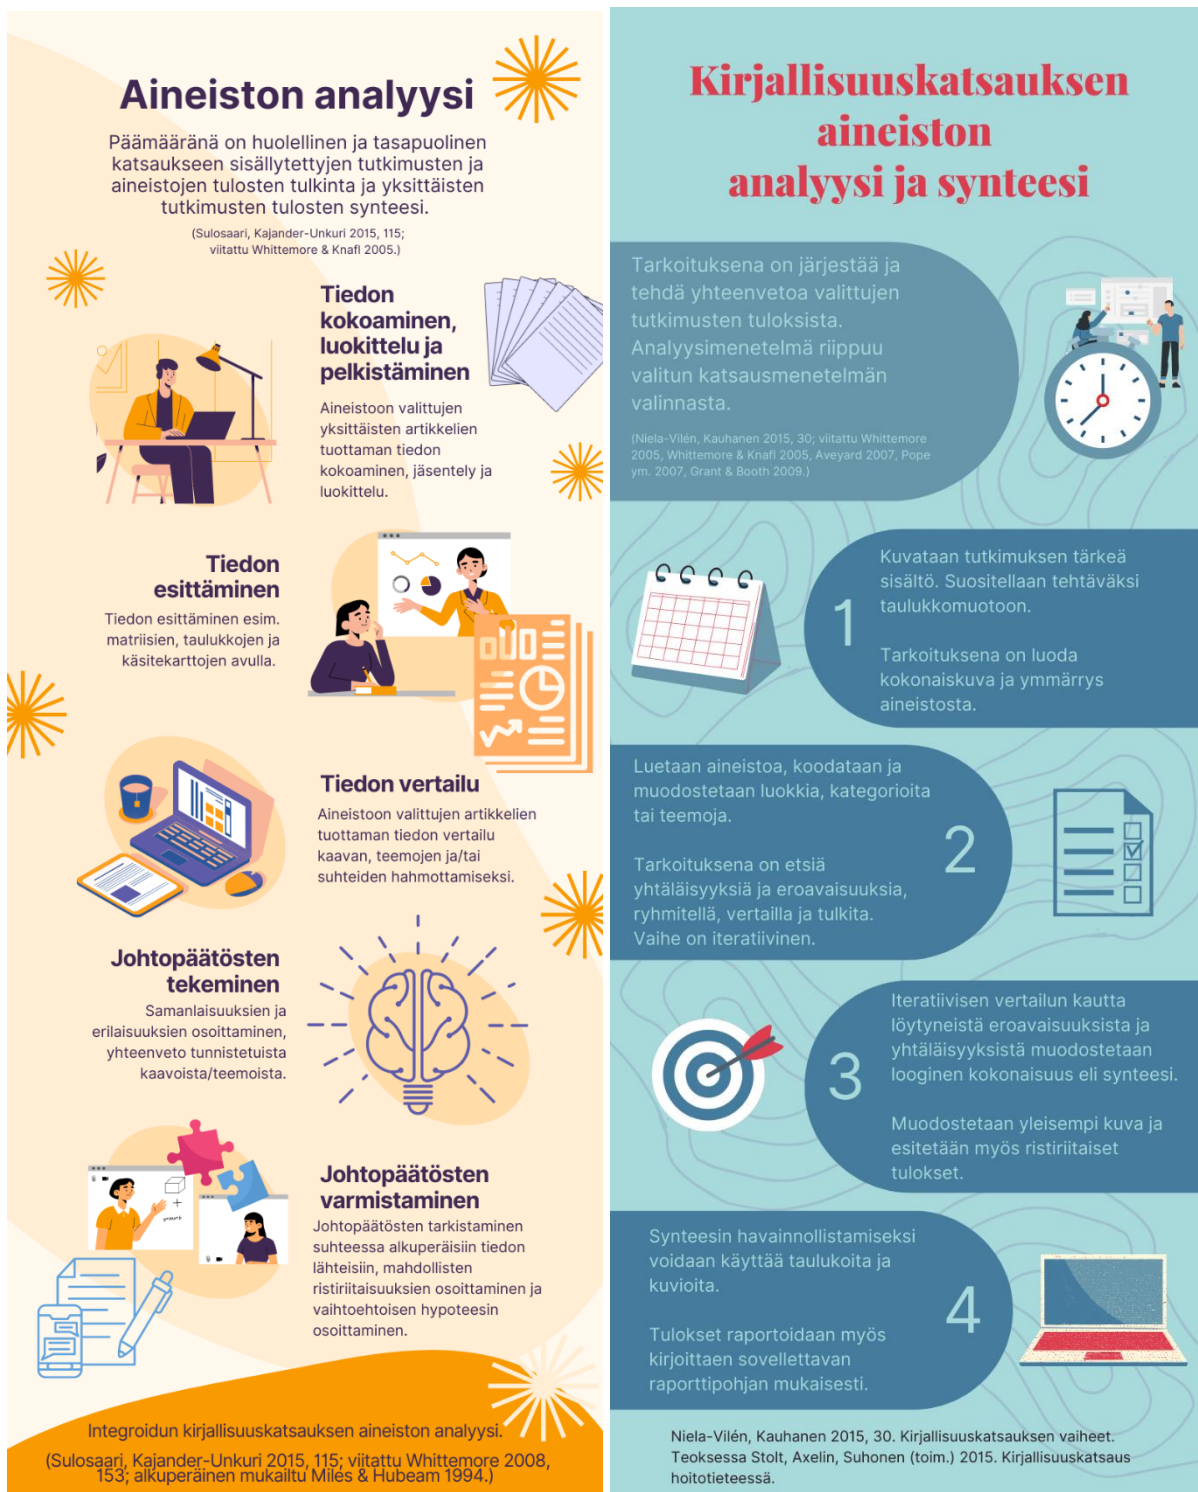 Aineiston analyysi
Päämääränä on huolellinen ja tasapuolinen
katsaukseen sisällytettyjen tutkimusten ja
aineistojen tulosten tulkinta ja yksittäisten
tutkimusten tulosten synteesi.
(Sulosaari, Kajander-Unkuri 2015, 115;
viitattu Whittemore & Knafl 2005.)
Tiedon
kokoaminen,
luokittelu ja
pelkistäminen
Aineistoon valittujen
yksittäisten artikkelien
tuottaman tiedon
kokoaminen, jäsentely ja
luokittelu.
Tiedon
esittäminen
Tiedon esittäminen esim.
matriisien, taulukkojen ja
käsitekarttojen avulla.
Tiedon vertailu
Aineistoon valittujen artikkelien
tuottaman tiedon vertailu
kaavan, teemojen ja/tai
suhteiden hahmottamiseksi.
Johtopäätösten
tekeminen
Samanlaisuuksien ja
erilaisuuksien osoittaminen,
yhteenveto tunnistetuista
kaavoista/teemoista.
Johtopäätösten
varmistaminen
Johtopäätösten tarkistaminen
suhteessa alkuperäisiin tiedon
lähteisiin, mahdollisten
ristiriitaisuuksien osoittaminen ja
vaihtoehtoisen hypoteesin
osoittaminen.
Integroidun kirjallisuuskatsauksen aineiston analyysi.
(Sulosaari, Kajander-Unkuri 2015, 115; viitattu Whittemore 2008,
153; alkuperäinen mukailtu Miles & Hubeam 1994.)
Kirjallisuuskatsauksen
aineiston
analyysi ja synteesi
Tarkoituksena on järjestää ja
tehdä yhteenvetoa valittujen
tutkimusten tuloksista.
Analyysimenetelmä riippuu
valitun katsausmenetelmän
valinnasta.
(Niela-Vilén, Kauhanen 2015, 30; viitattu Whittemore
2005, Whittemore & Knafl 2005, Aveyard 2007, Pope
ym. 2007, Grant & Booth 2009.)
1
Kuvataan tutkimuksen tärkeä
sisältö. Suositellaan tehtäväksi
taulukkomuotoon.
Tarkoituksena on luoda
kokonaiskuva ja ymmärrys
aineistosta.
Luetaan aineistoa, koodataan ja
muodostetaan luokkia, kategorioita
tai teemoja.
Tarkoituksena on etsiä
yhtäläisyyksiä ja eroavaisuuksia,
ryhmitellä, vertailla ja tulkita.
Vaihe on iteratiivinen.
2
3
Iteratiivisen vertailun kautta
löytyneistä eroavaisuuksista ja
yhtäläisyyksistä muodostetaan
looginen kokonaisuus eli synteesi.
Muodostetaan yleisempi kuva ja
esitetään myös ristiriitaiset
tulokset.
Synteesin havainnollistamiseksi
voidaan käyttää taulukoita ja
kuvioita.
Tulokset raportoidaan myös
kirjoittaen sovellettavan
raporttipohjan mukaisesti.
4
Niela-Vilén, Kauhanen 2015, 30. Kirjallisuuskatsauksen vaiheet.
Teoksessa Stolt, Axelin, Suhonen (toim.) 2015. Kirjallisuuskatsaus
hoitotieteessä.